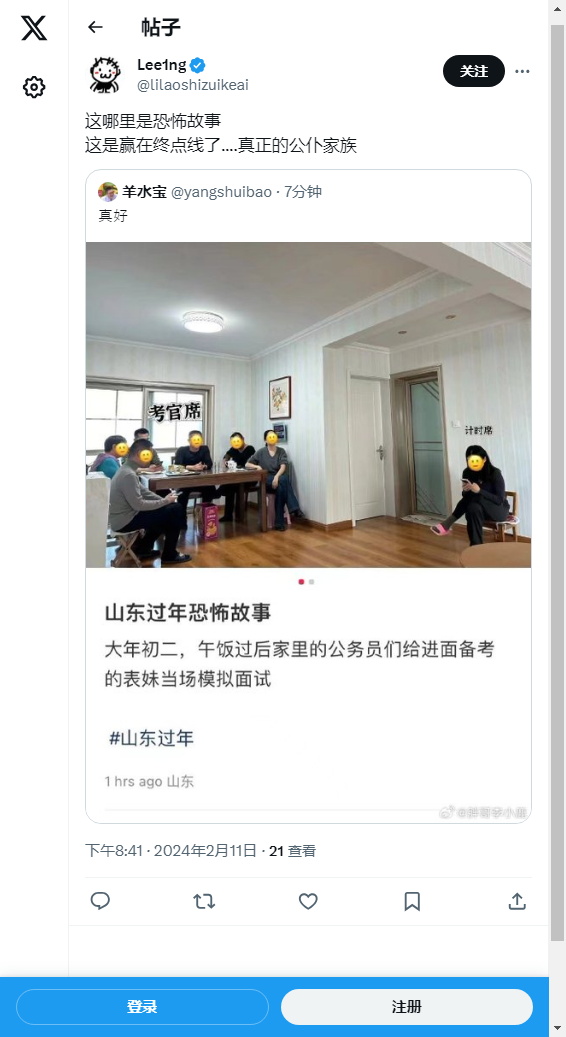 帖子
Lee1ng
@lilaoshizuikeai
关注
这哪里是恐怖故事
这是赢在终点线了....真正的公仆家族
羊水宝 @yangshuibao · 7分钟
真好
考官席
计时席
山东过年恐怖故事
大年初二，午饭过后家里的公务员们给进面备考
的表妹当场模拟面试
#山东过年
1 hrs ago 山东
下午8:41 · 2024年2月11日 · 21 查看
登录
注册